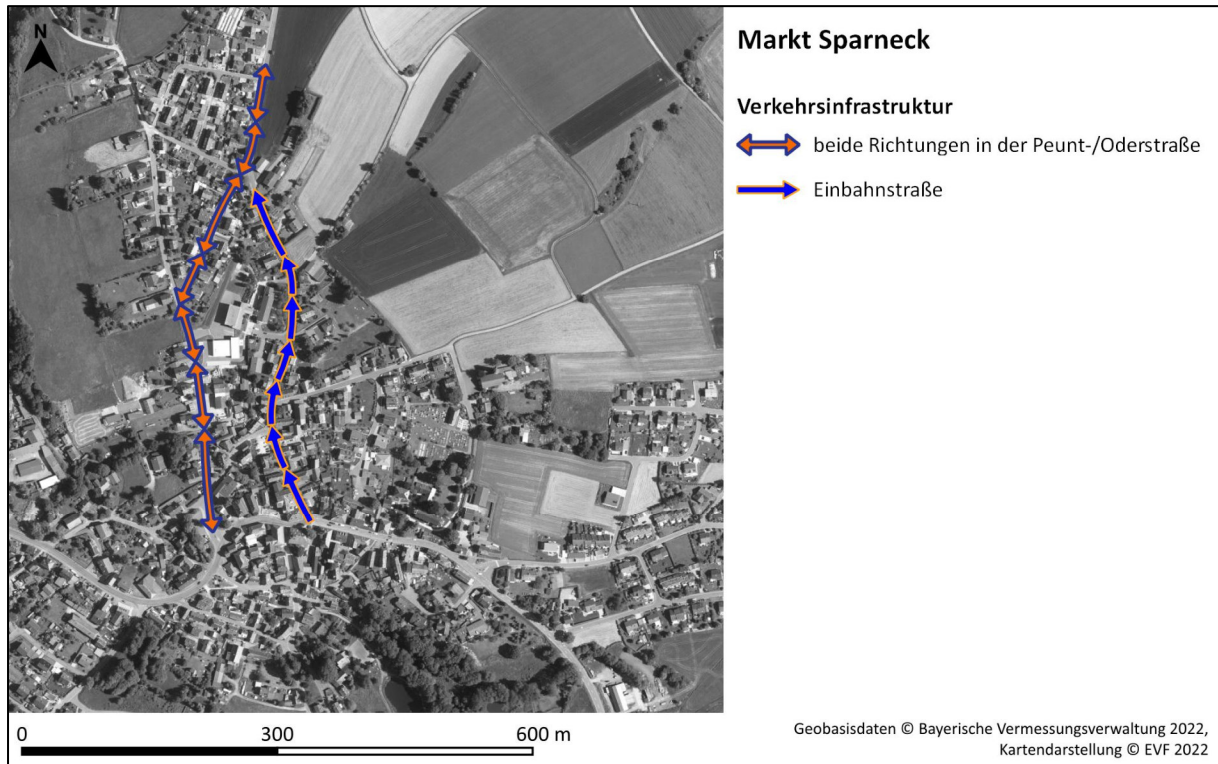 N
Markt Sparneck
Verkehrsinfrastruktur
beide Richtungen in der Peunt-/Oderstraße
Einbahnstraße
0 300 600 m
Geobasisdaten © Bayerische Vermessungsverwaltung 2022,
Kartendarstellung © EVF 2022